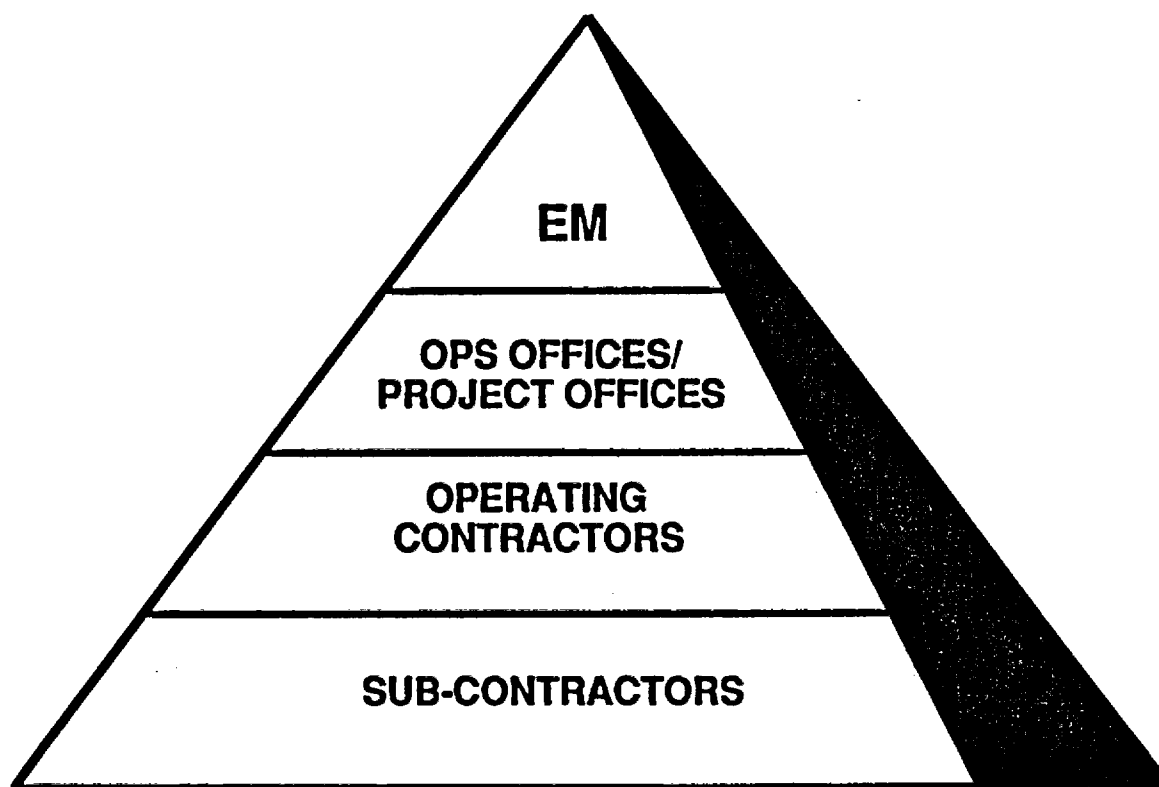 EM
OPS OFFICES/
PROJECT OFFICES
OPERATING
CONTRACTORS
SUB-CONTRACTORS